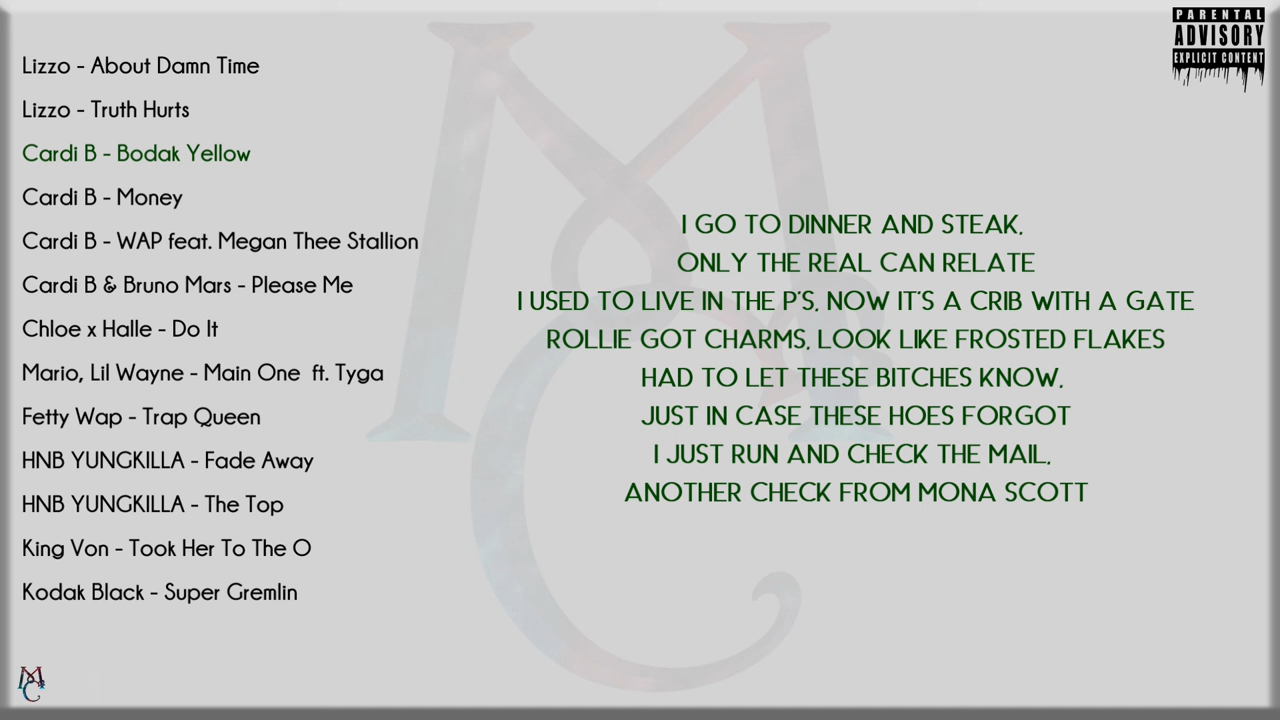 Lizzo - About Damn Time
Lizzo - Truth Hurts
Cardi B - Bodak Yellow
Cardi B - Money
Cardi B - WAP feat. Megan Thee Stallion
Cardi B & Bruno Mars - Please Me
Chloe x Halle - Do It
Mario, Lil Wayne - Main One  ft. Tyga
Fetty Wap - Trap Queen
HNB YUNGKILLA - Fade Away
HNB YUNGKILLA - The Top
King Von - Took Her To The O
Kodak Black - Super Gremlin
I GO TO DINNER AND STEAK,
ONLY THE REAL CAN RELATE
I USED TO LIVE IN THE P'S, NOW IT'S A CRIB WITH A GATE
ROLLIE GOT CHARMS, LOOK LIKE FROSTED FLAKES
HAD TO LET THESE BITCHES KNOW,
JUST IN CASE THESE HOES FORGOT
I JUST RUN AND CHECK THE MAIL,
ANOTHER CHECK FROM MONA SCOTT
PARENTAL
ADVISORY
EXPLICIT CONTENT
MC
MC